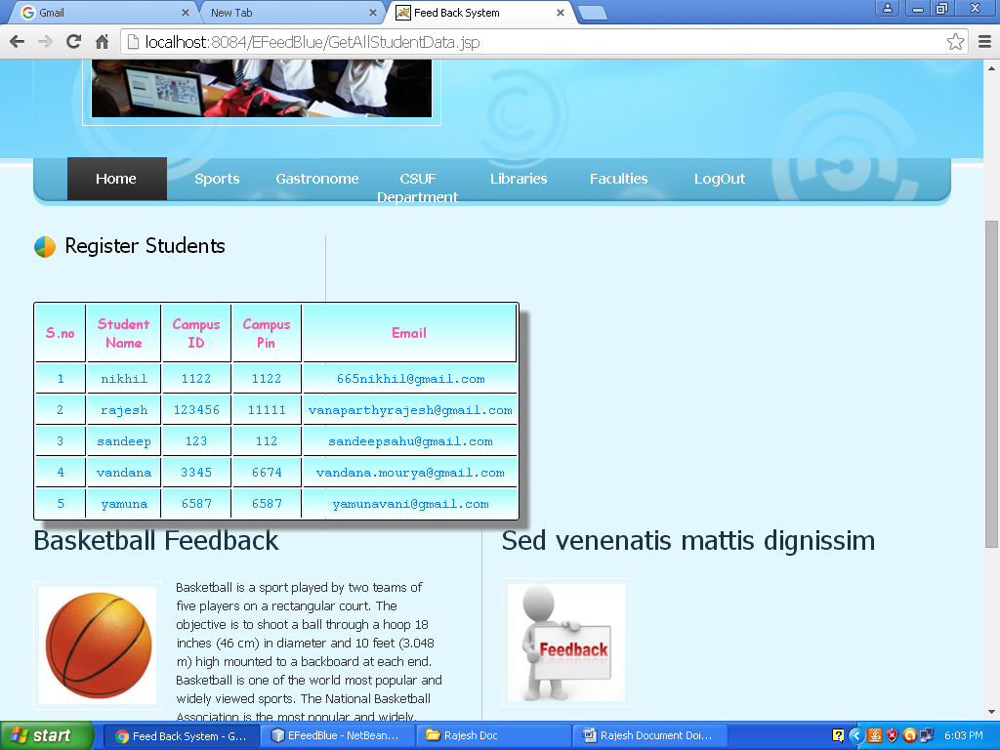 Gmail
New Tab
Feed Back System
localhost:8084/EFeedBlue/GetAllStudentData.jsp
Home
Sports
Gastronome
CSUF
Department
Libraries
Faculties
LogOut
Register Students
S.no Student Name Campus ID Campus Pin Email
1 nikhil 1122 1122 665nikhil@gmail.com
2 rajesh 123456 11111 vanaparthyrajesh@gmail.com
3 sandeep 123 112 sandeepsahu@gmail.com
4 vandana 3345 6674 vandana.mourya@gmail.com
5 yamuna 6587 6587 yamunavani@gmail.com
Basketball Feedback
Basketball is a sport played by two teams of
five players on a rectangular court. The
objective is to shoot a ball through a hoop 18
inches (46 cm) in diameter and 10 feet (3.048
m) high mounted to a backboard at each end.
Basketball is one of the world most popular and
widely viewed sports. The National Basketball
Association is the most popular and widely
Sed venenatis mattis dignissim
Feedback
start
Feed Back System - G...
EFeedBlue - NetBean...
Rajesh Doc
Rajesh Document Doi...
6:03 PM